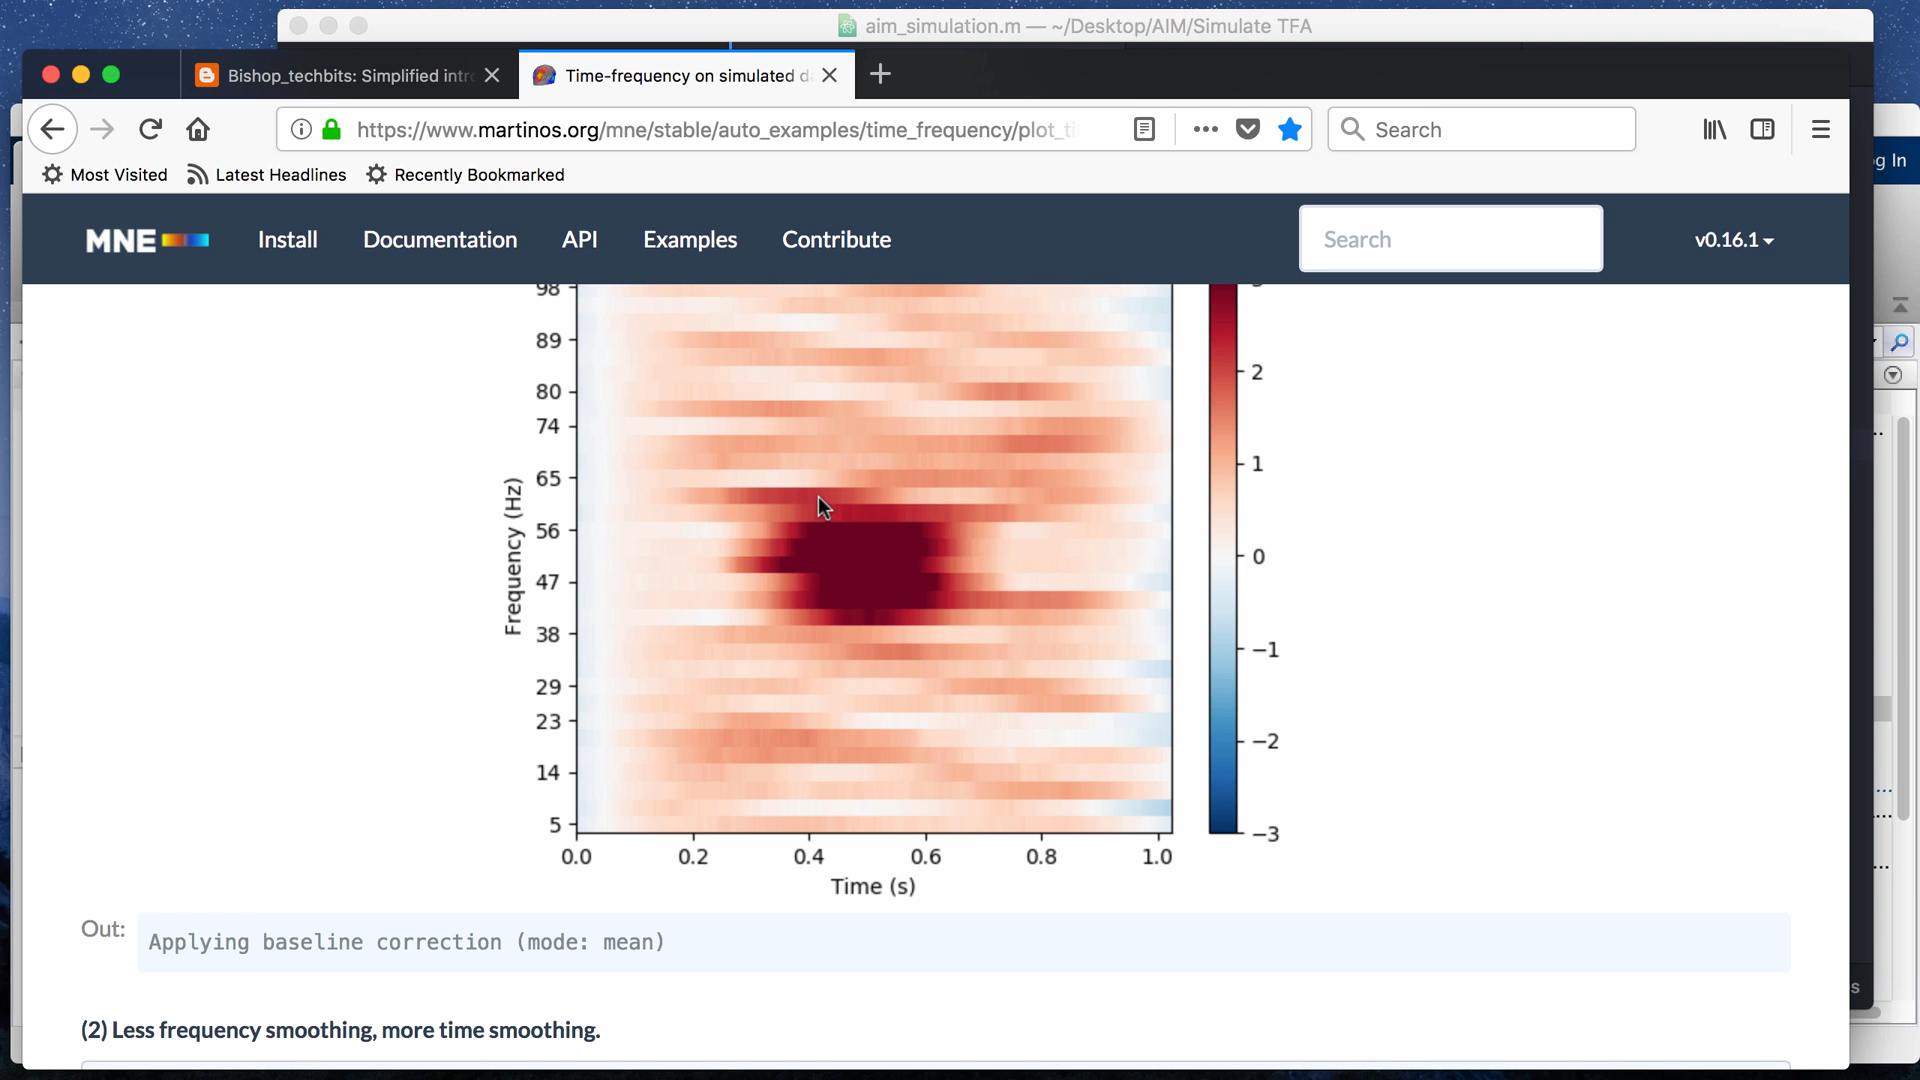 aim_simulation.m — ~/Desktop/AIM/Simulate TFA
Bishop_techbits: Simplified intr
Time-frequency on simulated d
https://www.martinos.org/mne/stable/auto_examples/time_frequency/plot_ti
Search
Most Visited
Latest Headlines
Recently Bookmarked
g In
MNE
Install
Documentation
API
Examples
Contribute
Search
v0.16.1
98
89
80
74
65
56
47
38
29
23
14
5
Frequency (Hz)
0.0
0.2
0.4
0.6
0.8
1.0
Time (s)
2
1
0
−1
−2
−3
Out:
Applying baseline correction (mode: mean)
(2) Less frequency smoothing, more time smoothing.
s